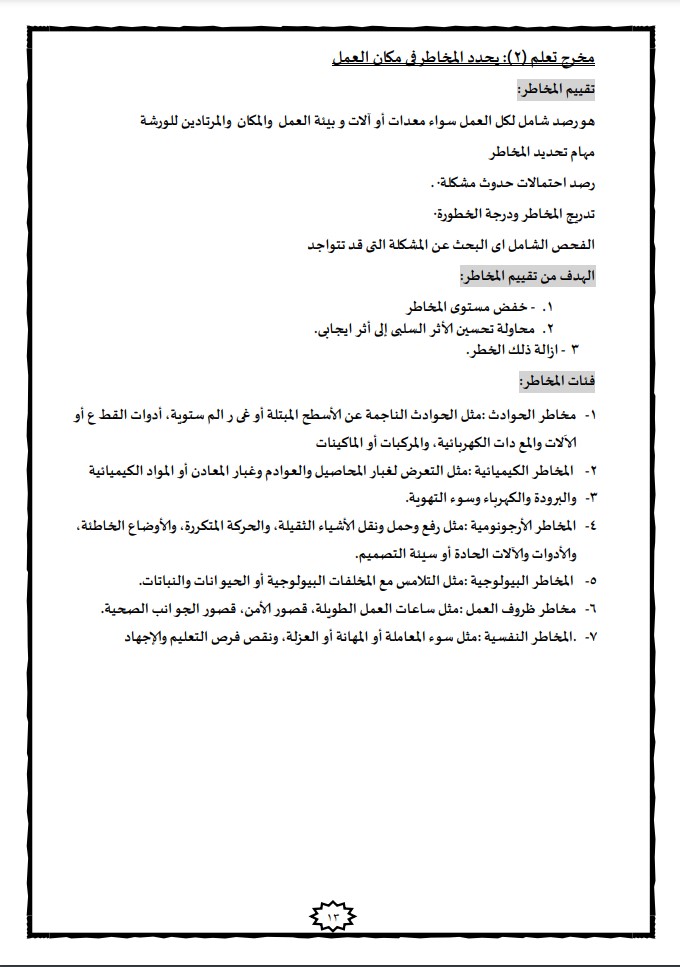 مخرج تعلم (٢): يحدد المخاطر في مكان العمل
تقييم المخاطر:
هو رصد شامل لكل العمل سواء معدات أو آلات و بيئة العمل والمكان والمرتادين للورشة
مهام تحديد المخاطر
رصد احتمالات حدوث مشكلة· .
تدريج المخاطر ودرجة الخطورة·
الفحص الشامل اى البحث عن المشكلة التى قد تتواجد
الهدف من تقييم المخاطر:
١. - خفض مستوى المخاطر
٢. محاولة تحسين الأثر السلبى إلى أثر ايجابى.
٣ - ازالة ذلك الخطر.
فئات المخاطر:
١- مخاطر الحوادث :مثل الحوادث الناجمة عن الأسطح المبتلة أو غى ر الم ستوية، أدوات القط ع أو
الآلات والمع دات الكهربائية، والمركبات أو الماكينات
٢- المخاطر الكيميائية :مثل التعرض لغبار المحاصيل والعوادم وغبار المعادن أو المواد الكيميائية
٣- والبرودة والكهرباء وسوء التهوية.
٤- المخاطر الأرجونومية :مثل رفع وحمل ونقل الأشياء الثقيلة، والحركة المتكررة، والأوضاع الخاطئة،
والأدوات والآلات الحادة أو سيئة التصميم.
٥- المخاطر البيولوجية :مثل التلامس مع المخلفات البيولوجية أو الحيو انات والنباتات.
٦- مخاطر ظروف العمل :مثل ساعات العمل الطويلة، قصور الأمن، قصور الجو انب الصحية.
٧- .المخاطر النفسية :مثل سوء المعاملة أو المهانة أو العزلة، ونقص فرص التعليم والإجهاد
١٣